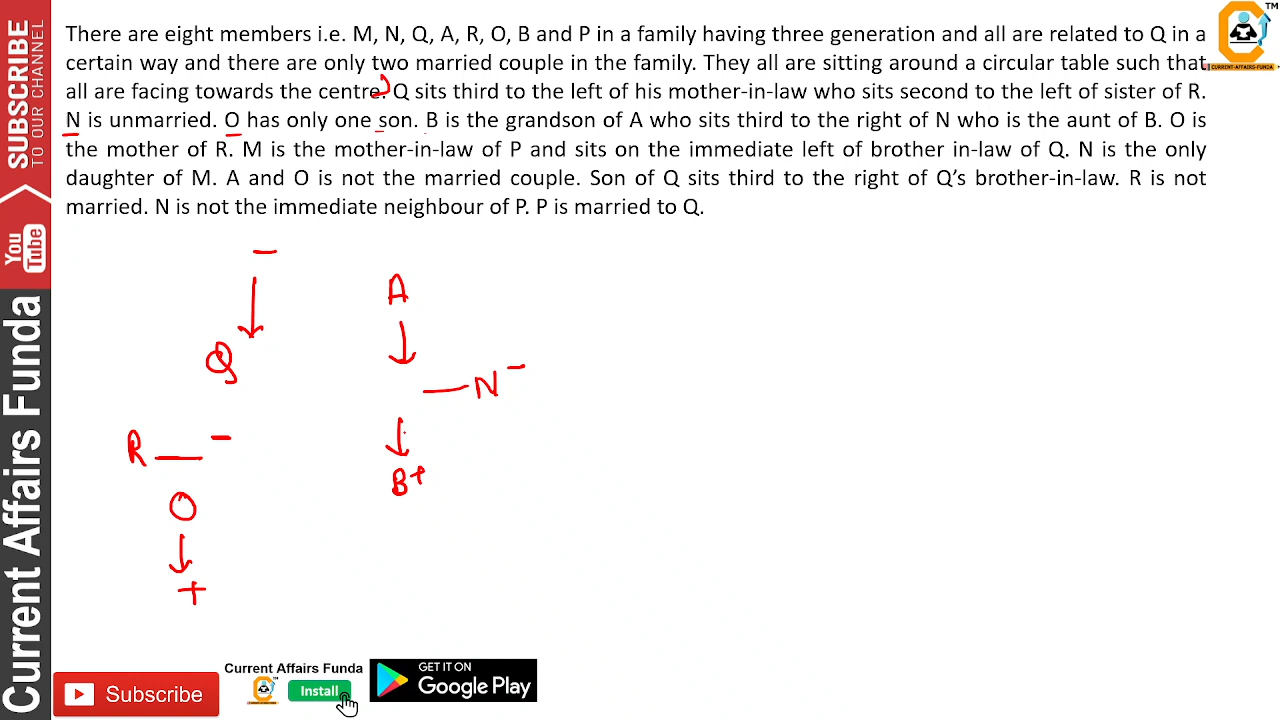 There are eight members i.e. M, N, Q, A, R, O, B and P in a family having three generation and all are related to Q in a
certain way and there are only two married couple in the family. They all are sitting around a circular table such that
all are facing towards the centre. Q sits third to the left of his mother-in-law who sits second to the left of sister of R.
N is unmarried. O has only one son. B is the grandson of A who sits third to the right of N who is the aunt of B. O is
the mother of R. M is the mother-in-law of P and sits on the immediate left of brother in-law of Q. N is the only
daughter of M. A and O is not the married couple. Son of Q sits third to the right of Q's brother-in-law. R is not
married. N is not the immediate neighbour of P. P is married to Q.
SUBSCRIBE
TO OUR CHANNEL
You
Tube
Current Affairs Funda
TM
CURRENT-AFFAIRS-FUNDA
−
A
Q
— N −
R — −
B+
O
+
Subscribe
Current Affairs Funda
Install
GET IT ON
Google Play